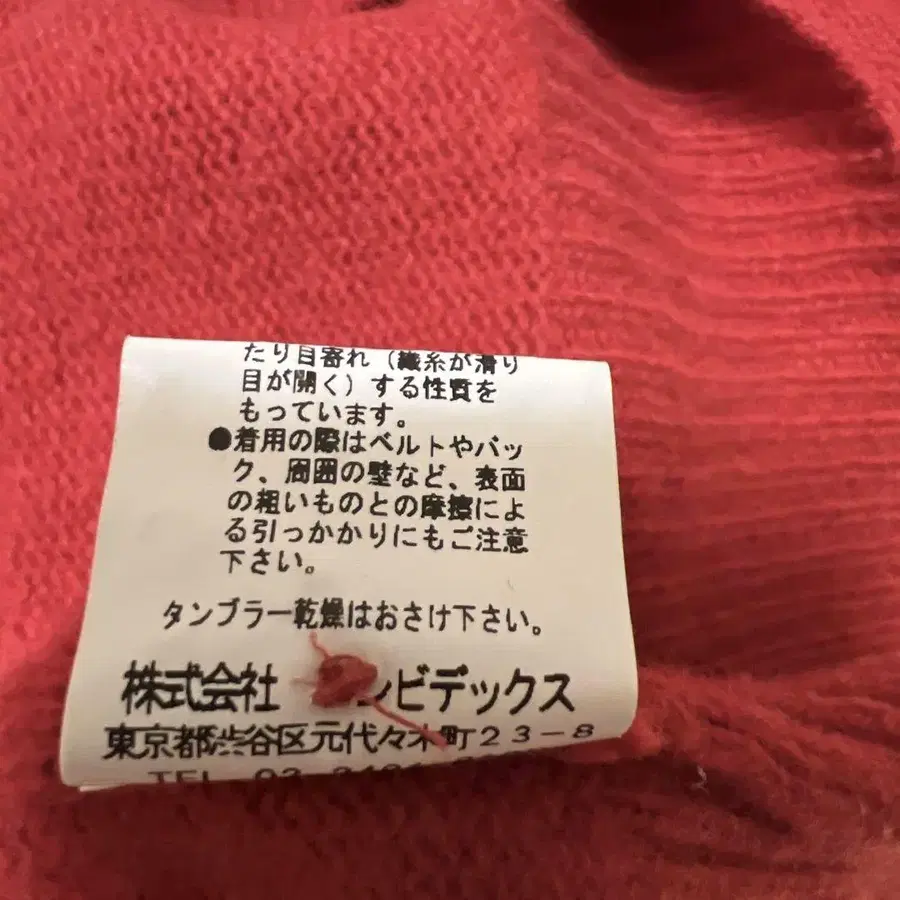 たり目寄れ（織糸が滑り
目が開く）する性質を
もっています。
●着用の際はベルトやバッ
ク、周囲の壁など、表面
の粗いものとの摩擦によ
る引っかかりにもご注意
下さい。
タンブラー乾燥はおさけ下さい。
株式会社 ンビデックス
東京都渋谷区元代々木町２３－８
TEL 03